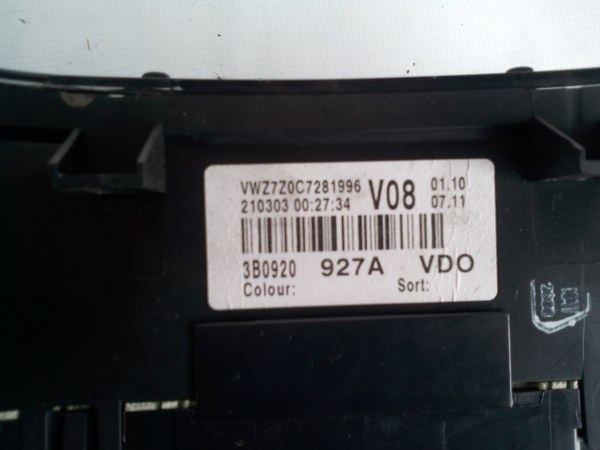 VWZ7Z0C7281996 V08 01.10
210303 00:27:34 07.11
3B0920 927A VDO
Colour: Sort: